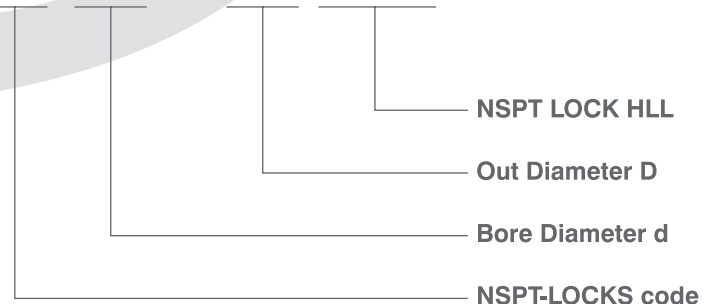 NSPT LOCK HLL
Out Diameter D
Bore Diameter d
NSPT-LOCKS code